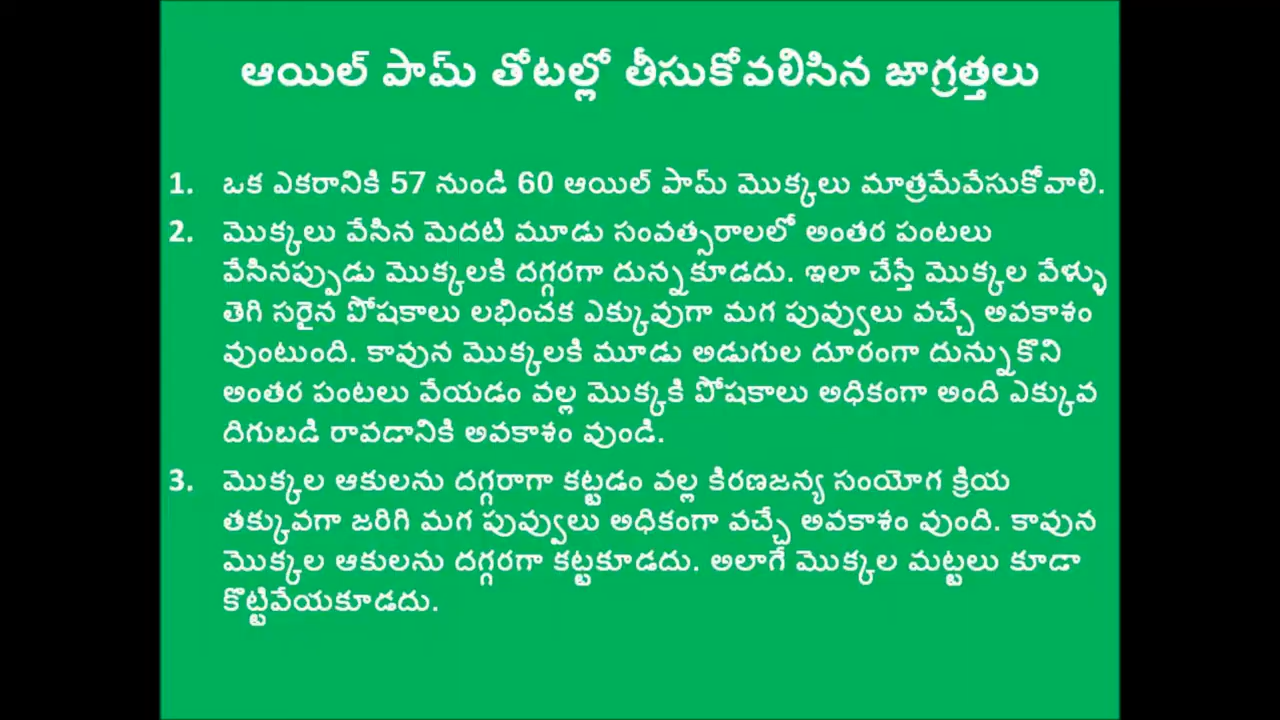 ఆయిల్ పామ్ తోటల్లో తీసుకోవలిసిన జాగ్రత్తలు
1. ఒక ఎకరానికి 57 నుండి 60 ఆయిల్ పామ్ మొక్కలు మాత్రమేవేసుకోవాలి.
2. మొక్కలు వేసిన మెదటి మూడు సంవత్సరాలలో అంతర పంటలు
వేసినప్పుడు మొక్కలకి దగ్గరగా దున్నకూడదు. ఇలా చేస్తే మొక్కల వేళ్ళు
తెగి సరైన పోషకాలు లభించక ఎక్కువుగా మగ పువ్వులు వచ్చే అవకాశం
వుంటుంది. కావున మొక్కలకి మూడు అడుగుల దూరంగా దున్నుకొని
అంతర పంటలు వేయడం వల్ల మొక్కకి పోషకాలు అధికంగా అంది ఎక్కువ
దిగుబడి రావడానికి అవకాశం వుండి.
3. మొక్కల ఆకులను దగ్గరాగా కట్టడం వల్ల కిరణజన్య సంయోగ క్రియ
తక్కువగా జరిగి మగ పువ్వులు అధికంగా వచ్చే అవకాశం వుంది. కావున
మొక్కల ఆకులను దగ్గరగా కట్టకూడదు. అలాగే మొక్కల మట్టలు కూడా
కొట్టివేయకూడదు.